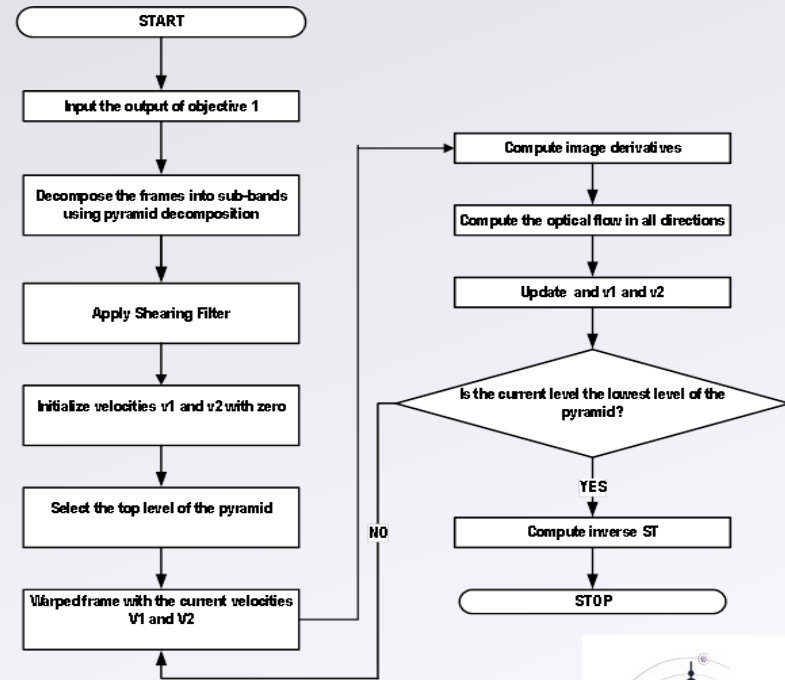 START
Input the output of objective 1
Decompose the frames into sub-bands
using pyramid decomposition
Apply Shearing Filter
Initialize velocities v1 and v2 with zero
Select the top level of the pyramid
Warped frame with the current velocities
V1 and V2
Compute image derivatives
Compute the optical flow in all directions
Update and v1 and v2
Is the current level the lowest level of the
pyramid?
NO
YES
Compute inverse ST
STOP